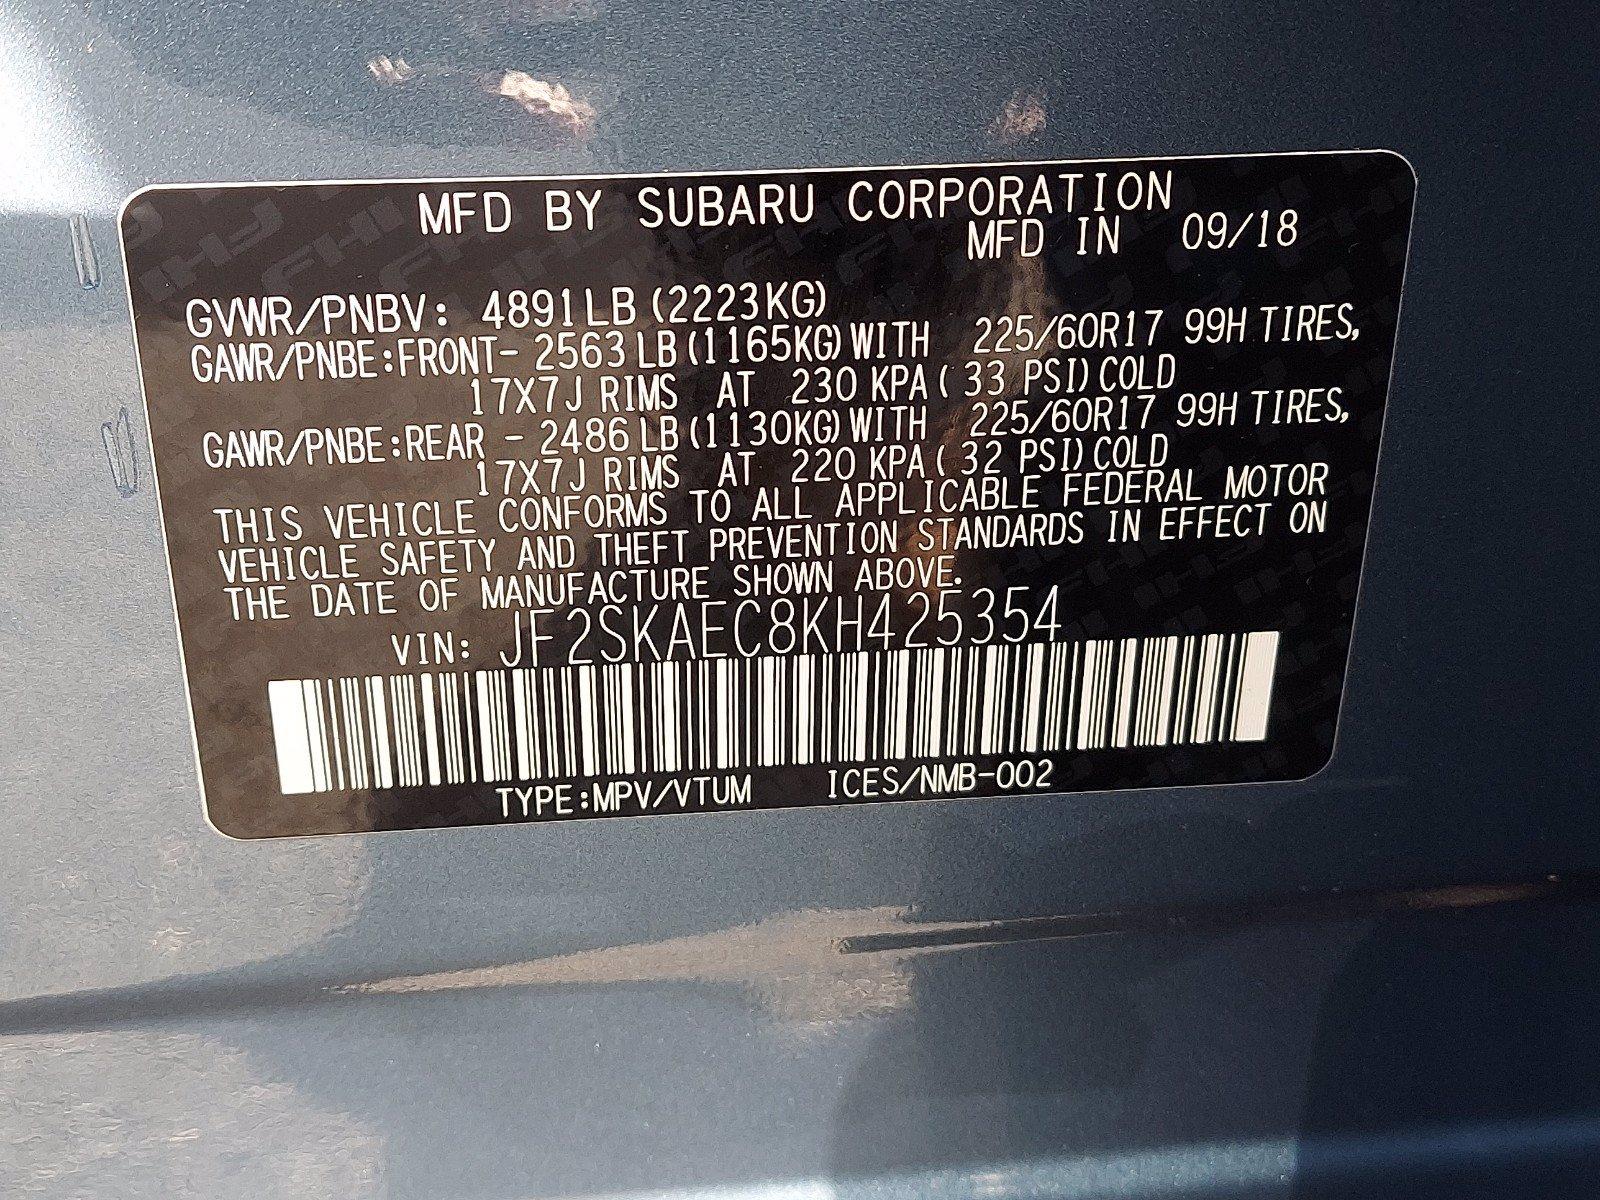 MFD BY SUBARU CORPORATION
MFD IN 09/18
GVWR/PNBV: 4891LB (2223KG)
GAWR/PNBE:FRONT- 2563 LB (1165KG) WITH 225/60R17 99H TIRES,
17X7J RIMS AT 230 KPA ( 33 PSI) COLD
GAWR/PNBE:REAR - 2486 LB (1130KG) WITH 225/60R17 99H TIRES,
17X7J RIMS AT 220 KPA ( 32 PSI) COLD
THIS VEHICLE CONFORMS TO ALL APPLICABLE FEDERAL MOTOR
VEHICLE SAFETY AND THEFT PREVENTION STANDARDS IN EFFECT ON
THE DATE OF MANUFACTURE SHOWN ABOVE.
VIN: JF2SKAEC8KH425354
TYPE:MPV/VTUM ICES/NMB-002